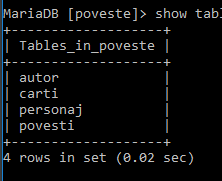 MariaDB [poveste]> show tabl
+--------------------+
| Tables_in_poveste |
+--------------------+
| autor |
| carti |
| personaj |
| povesti |
+--------------------+
4 rows in set (0.02 sec)